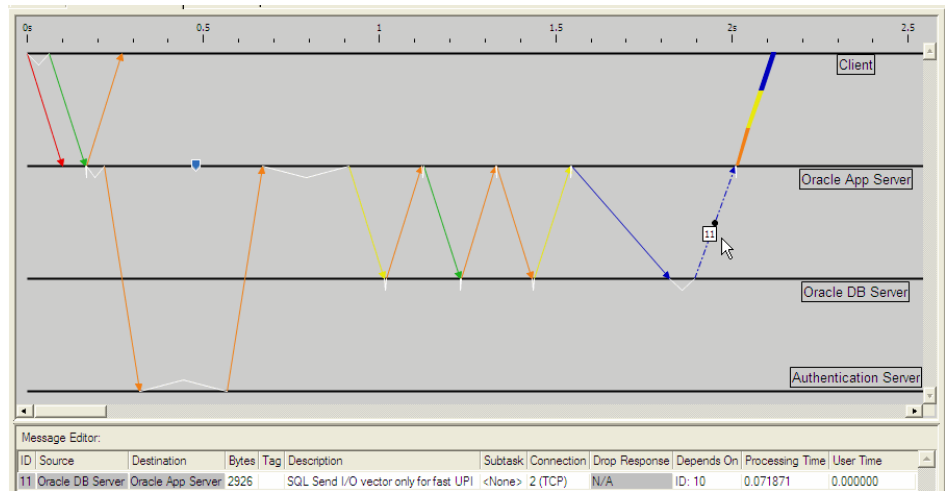 0s 0.5 1 1.5 2s 2.5
Client
Oracle App Server
11
Oracle DB Server
Authentication Server
Message Editor:
ID Source Destination Bytes Tag Description Subtask Connection Drop Response Depends On Processing Time User Time
11 Oracle DB Server Oracle App Server 2926 SQL Send I/O vector only for fast UPI <None> 2 (TCP) N/A ID: 10 0.071871 0.000000